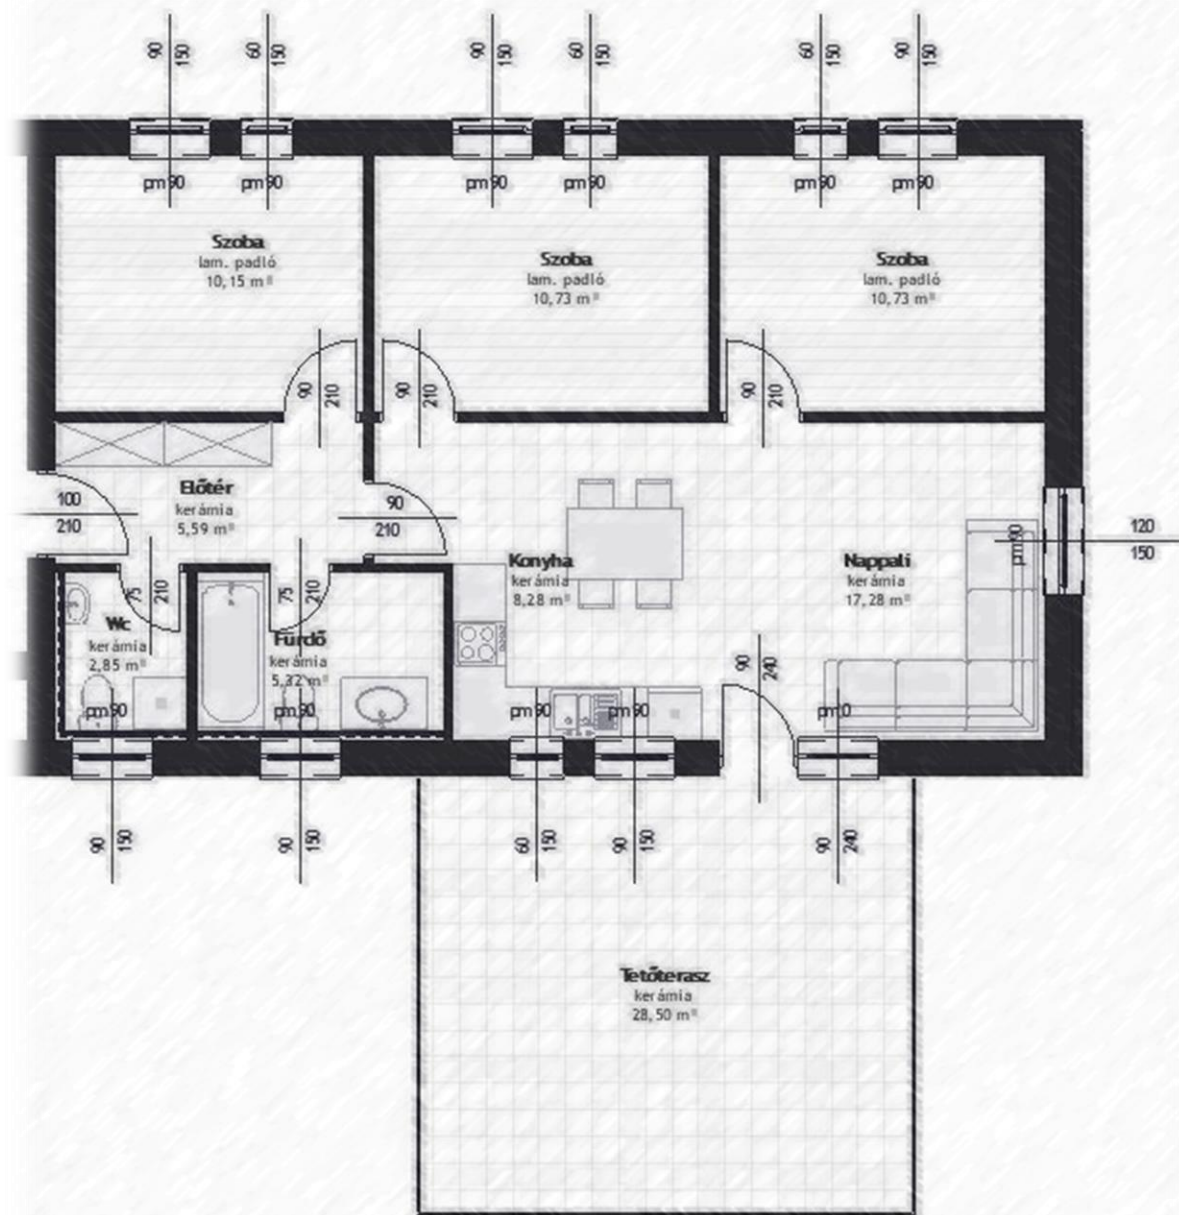 90
150
60
150
90
150
60
150
60
150
90
150
pm90
pm90
pm90
pm90
pm90
pm90
Szoba
lam. padló
10,15 m²
Szoba
lam. padló
10,73 m²
Szoba
lam. padló
10,73 m²
90
210
90
210
90
210
Előtér
kerámia
5,59 m²
100
210
90
210
75
210
75
210
Konyha
kerámia
8,28 m²
Nappali
kerámia
17,28 m²
pm90
120
150
Wc
kerámia
2,85 m²
Fürdő
kerámia
5,32 m²
90
240
pm90
pm90
pm90
pm90
pm0
90
150
90
150
60
150
90
150
90
240
Tetőterasz
kerámia
28,50 m²